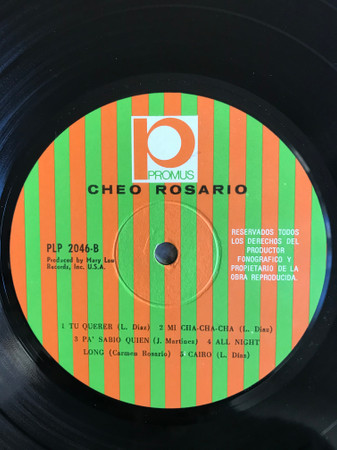 p
PROMUS
CHEO ROSARIO
PLP 2046-B
Produced by Mary Lou
Records, Inc. U.S.A.
RESERVADOS TODOS
LOS DERECHOS DEL
PRODUCTOR
FONOGRAFICO Y
PROPIETARIO DE LA
OBRA REPRODUCIDA.
1 TU QUERER (L. Diaz) 2 MI CHA-CHA-CHA (L. Diaz)
3 PA' SABIO QUIEN (J. Martinez) 4 ALL NIGHT
LONG (Carmen Rosario) 5 CAIRO (L. Diaz)